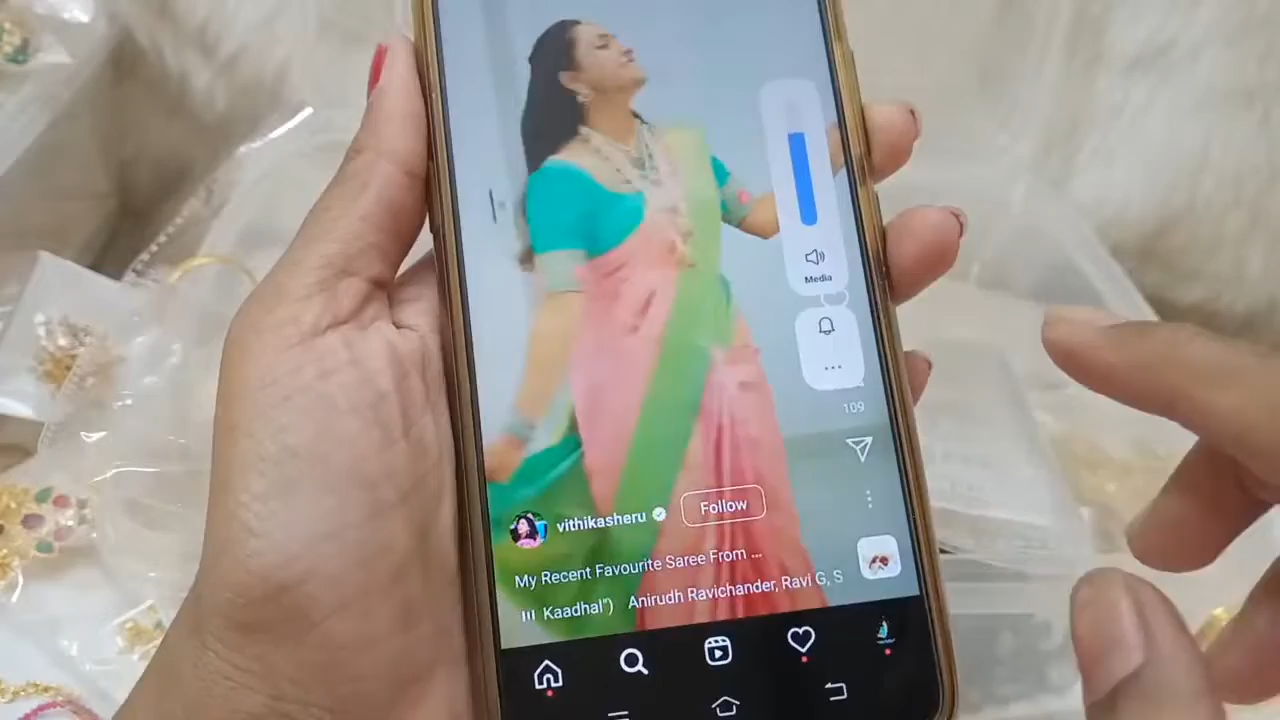 Media
109
vithikasheru
Follow
My Recent Favourite Saree From ...
Kaadhal") Anirudh Ravichander, Ravi G, S